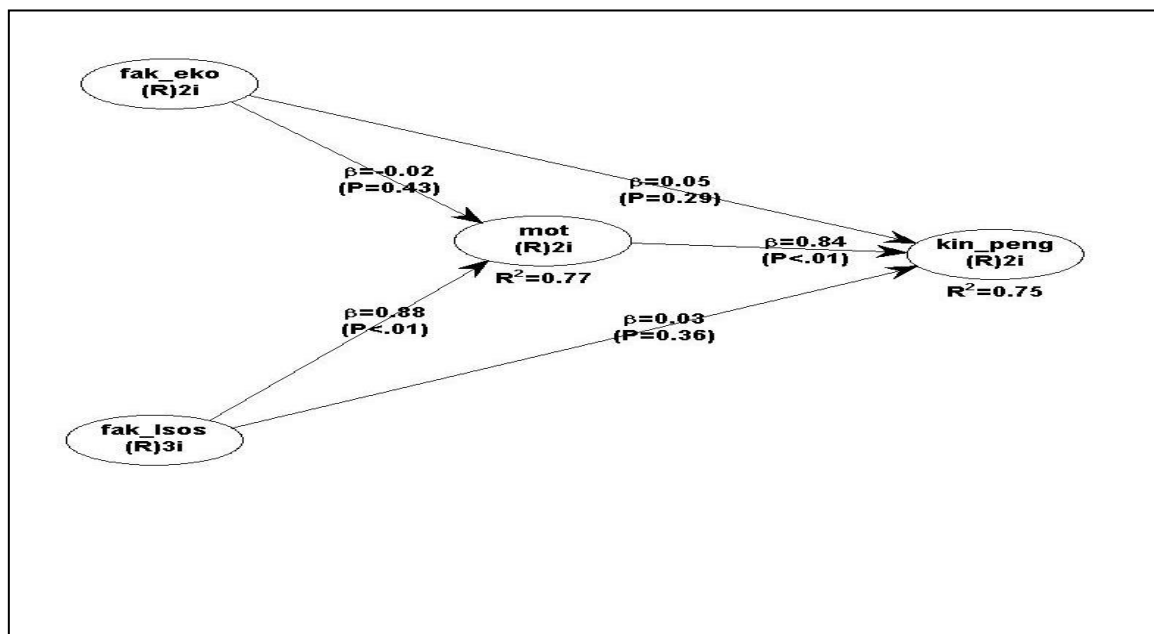 fak_eko
(R)2i
β=-0.02
(P=0.43)
β=0.05
(P=0.29)
mot
(R)2i
R²=0.77
β=0.84
(P<.01)
kin_peng
(R)2i
R²=0.75
β=0.88
(P<.01)
β=0.03
(P=0.36)
fak_lsos
(R)3i